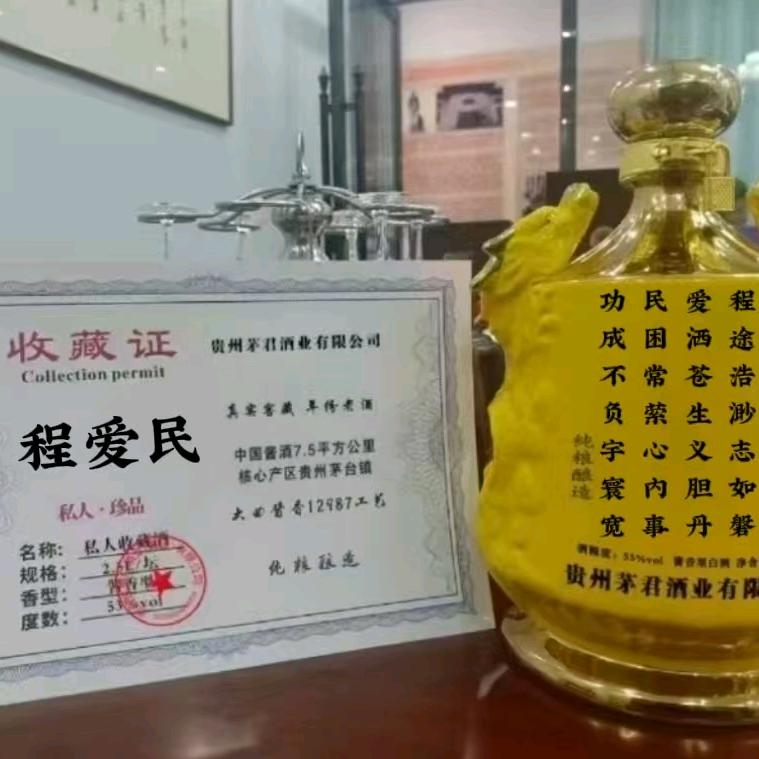 收藏证
Collection permit
程爱民
私人·珍品
名称：私人收藏酒
规格：2.5L/坛
香型：酱香型
度数：53%vol
贵州茅君酒业有限公司
真实窖藏 年份老酒
中国酱酒7.5平方公里
核心产区贵州茅台镇
大曲酱香12987工艺
纯粮酿造
程途浩渺志如磐
爱洒苍生义胆丹
民困常萦心内事
功成不负宇寰宽
纯粮酿造
酒精度：53%vol 酱香型白酒 净含
贵州茅君酒业有限